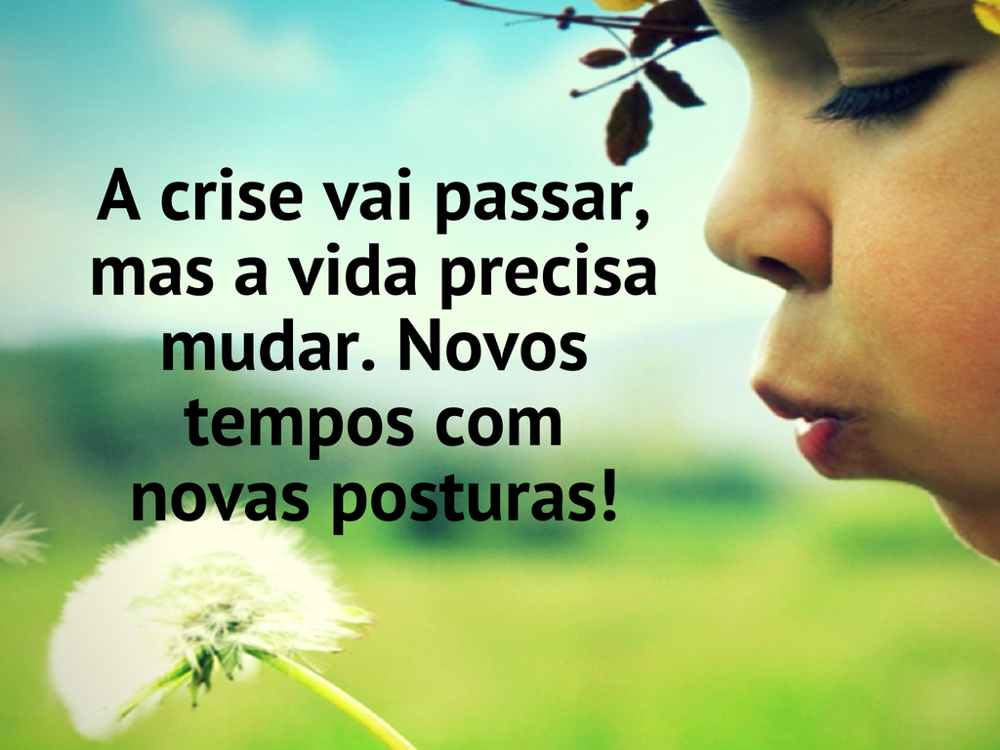 A crise vai passar,
mas a vida precisa
mudar. Novos
tempos com
novas posturas!